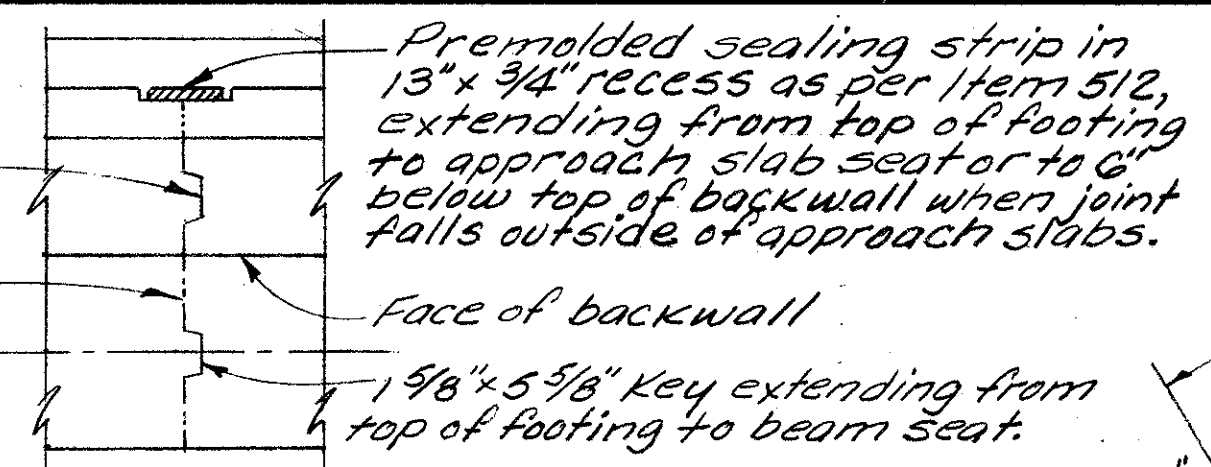 Premolded sealing strip in
13" x 3/4" recess as per Item 512,
extending from top of footing
to approach slab seat or to 6"
below top of backwall when joint
falls outside of approach slabs.
Face of backwall
1 5/8" x 5 5/8" Key extending from
top of footing to beam seat.
"